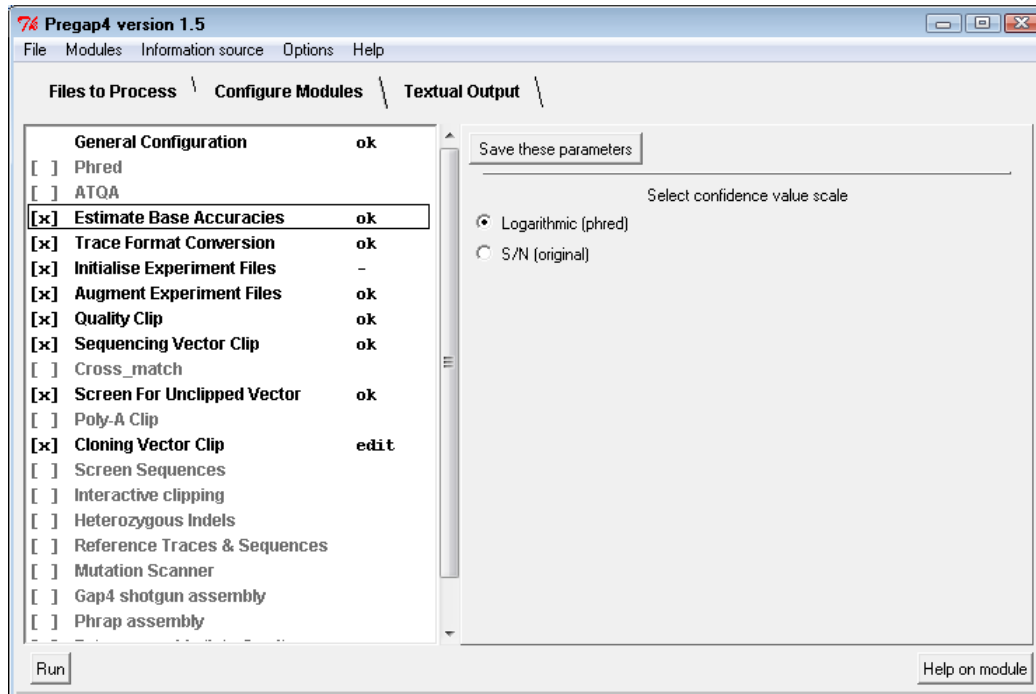 Pregap4 version 1.5
File Modules Information source Options Help
Files to Process Configure Modules Textual Output
General Configuration ok
[ ] Phred
[ ] ATQA
[x] Estimate Base Accuracies ok
[x] Trace Format Conversion ok
[x] Initialise Experiment Files -
[x] Augment Experiment Files ok
[x] Quality Clip ok
[x] Sequencing Vector Clip ok
[ ] Cross_match
[x] Screen For Unclipped Vector ok
[ ] Poly-A Clip
[x] Cloning Vector Clip edit
[ ] Screen Sequences
[ ] Interactive clipping
[ ] Heterozygous Indels
[ ] Reference Traces & Sequences
[ ] Mutation Scanner
[ ] Gap4 shotgun assembly
[ ] Phrap assembly
Save these parameters
Select confidence value scale
Logarithmic (phred)
S/N (original)
Run
Help on module